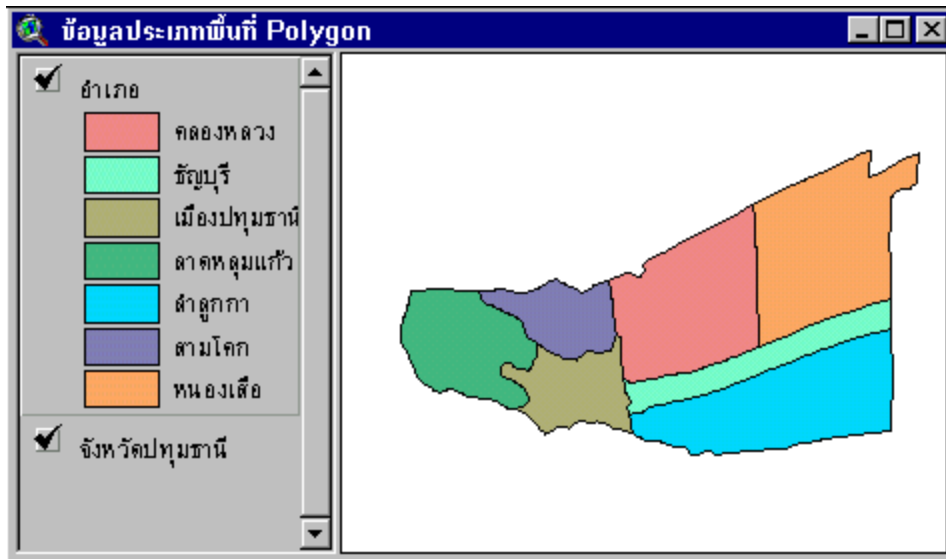 ข้อมูลประเภทพื้นที่ Polygon
อำเภอ
คลองหลวง
ธัญบุรี
เมืองปทุมธานี
ลาดหลุมแก้ว
ลำลูกกา
สามโคก
หนองเสือ
จังหวัดปทุมธานี